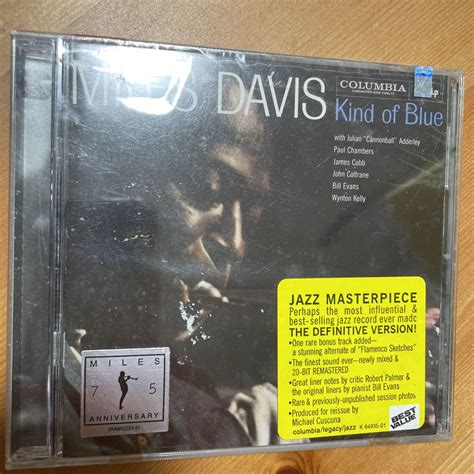 MILES DAVIS
COLUMBIA
Kind of Blue
with Julian "Cannonball" Adderley
Paul Chambers
James Cobb
John Coltrane
Bill Evans
Wynton Kelly
JAZZ MASTERPIECE
Perhaps the most influential &
best-selling jazz record ever made
THE DEFINITIVE VERSION!
•One rare bonus track added—
a stunning alternate of "Flamenco Sketches"
•The finest sound ever—newly mixed &
20-BIT REMASTERED
•Great liner notes by critic Robert Palmer &
the original liners by pianist Bill Evans
•Rare & previously-unpublished session photos
•Produced for reissue by
Michael Cuscuna
columbia/legacy/jazz K 64935-S1
BEST
VALUE
MILES
75
ANNIVERSARY